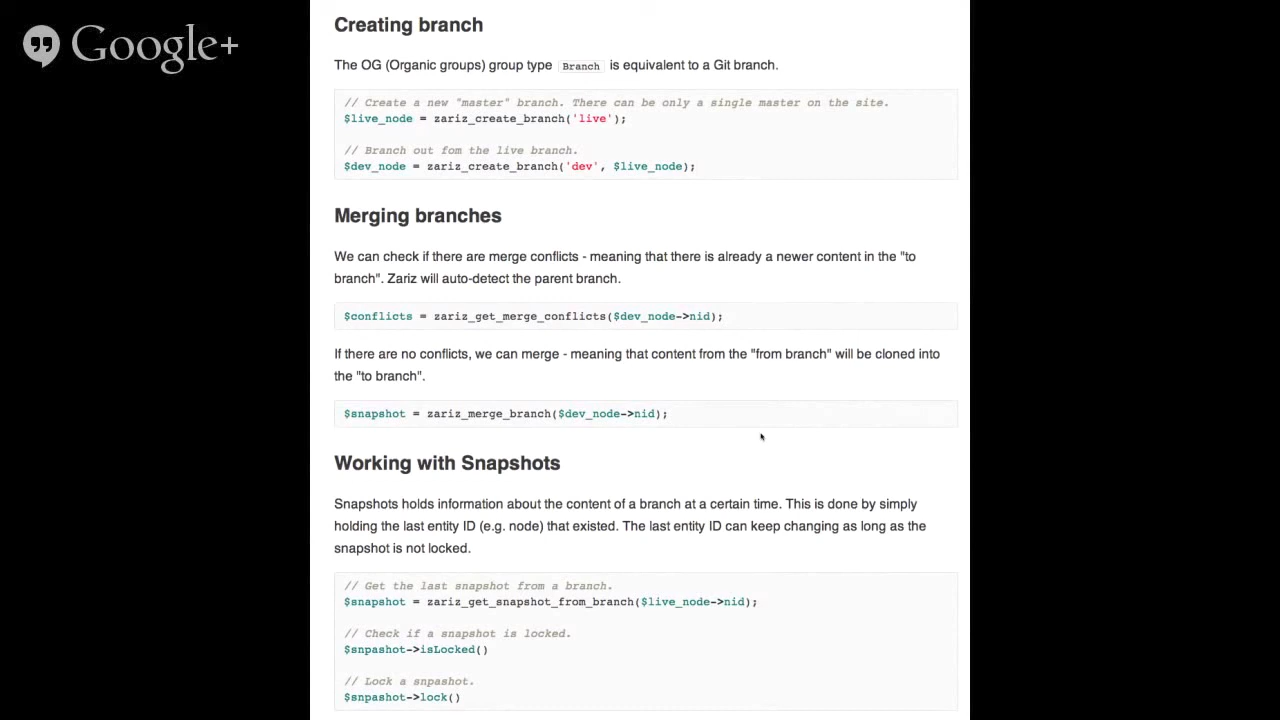 Google+
Creating branch
The OG (Organic groups) group type Branch is equivalent to a Git branch.
// Create a new "master" branch. There can be only a single master on the site.
$live_node = zariz_create_branch('live');
// Branch out fom the live branch.
$dev_node = zariz_create_branch('dev', $live_node);
Merging branches
We can check if there are merge conflicts - meaning that there is already a newer content in the "to
branch". Zariz will auto-detect the parent branch.
$conflicts = zariz_get_merge_conflicts($dev_node->nid);
If there are no conflicts, we can merge - meaning that content from the "from branch" will be cloned into
the "to branch".
$snapshot = zariz_merge_branch($dev_node->nid);
Working with Snapshots
Snapshots holds information about the content of a branch at a certain time. This is done by simply
holding the last entity ID (e.g. node) that existed. The last entity ID can keep changing as long as the
snapshot is not locked.
// Get the last snapshot from a branch.
$snapshot = zariz_get_snapshot_from_branch($live_node->nid);
// Check if a snapshot is locked.
$snpashot->isLocked()
// Lock a snpashot.
$snpashot->lock()